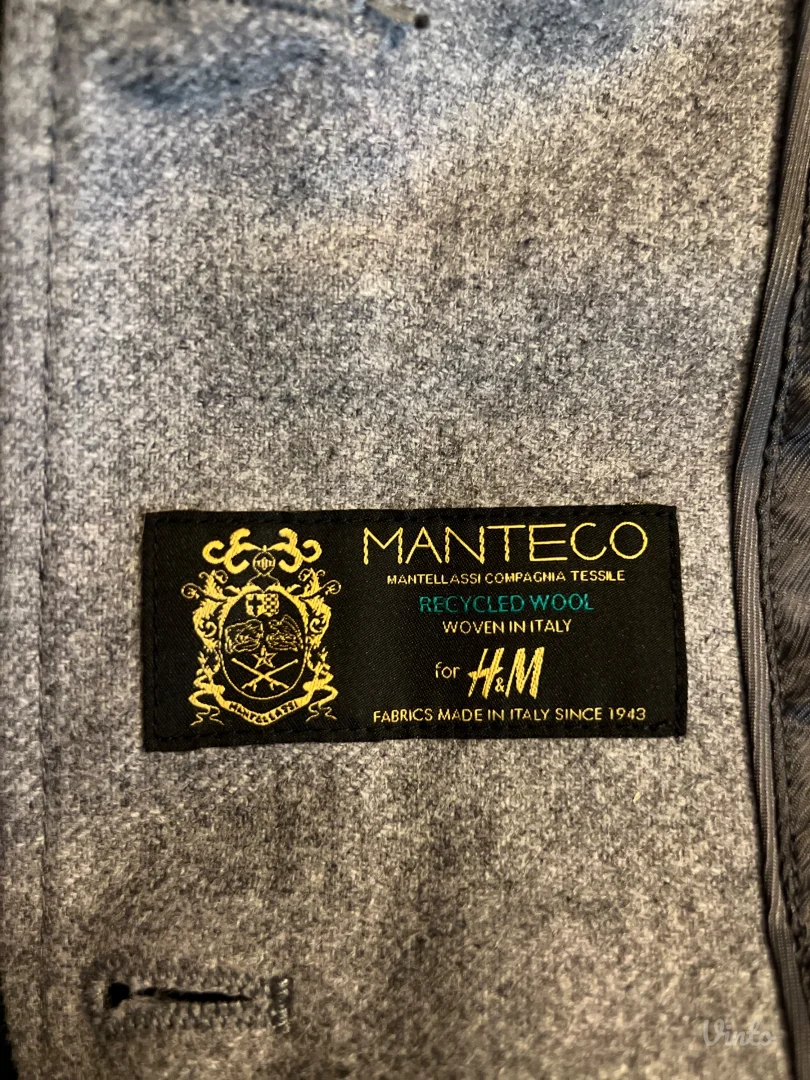 MANTECO
MANTELLASSI COMPAGNIA TESSILE
RECYCLED WOOL
WOVEN IN ITALY
for H&M
FABRICS MADE IN ITALY SINCE 1943